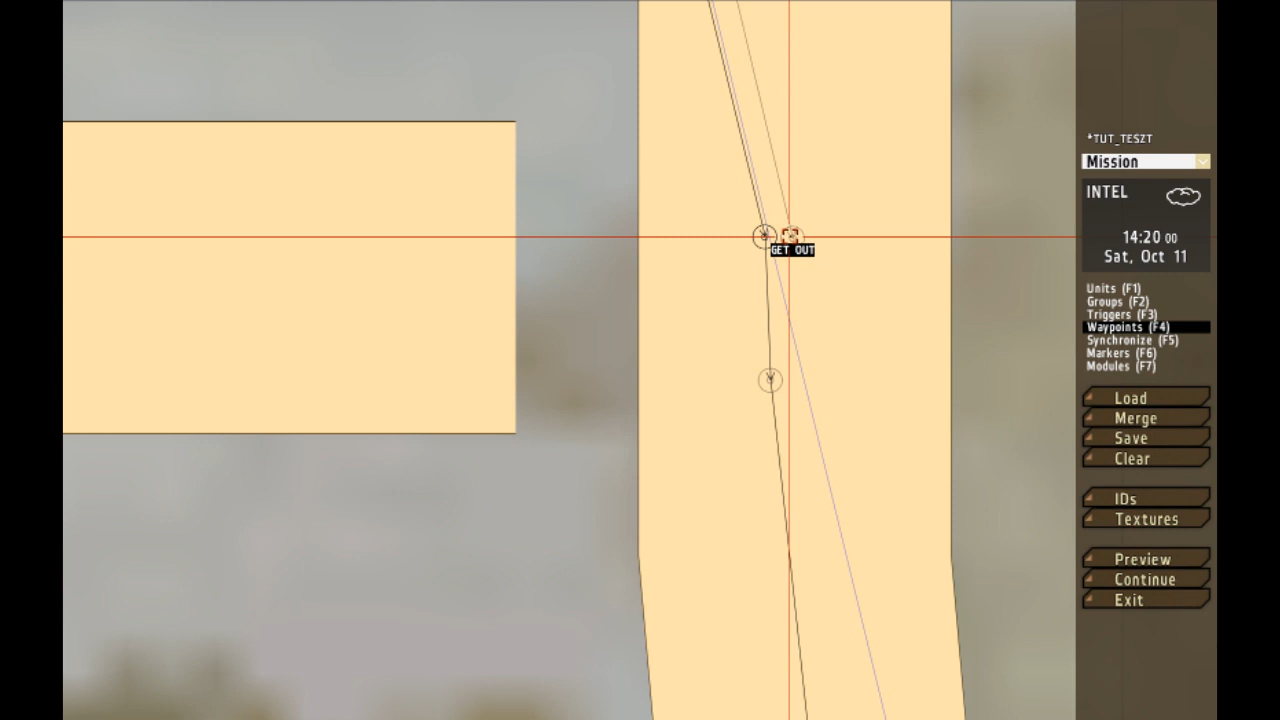 *TUT_TESZT
Mission
INTEL
14:20 00
Sat, Oct 11
GET OUT
Units (F1)
Groups (F2)
Triggers (F3)
Waypoints (F4)
Synchronize (F5)
Markers (F6)
Modules (F7)
Load
Merge
Save
Clear
IDs
Textures
Preview
Continue
Exit